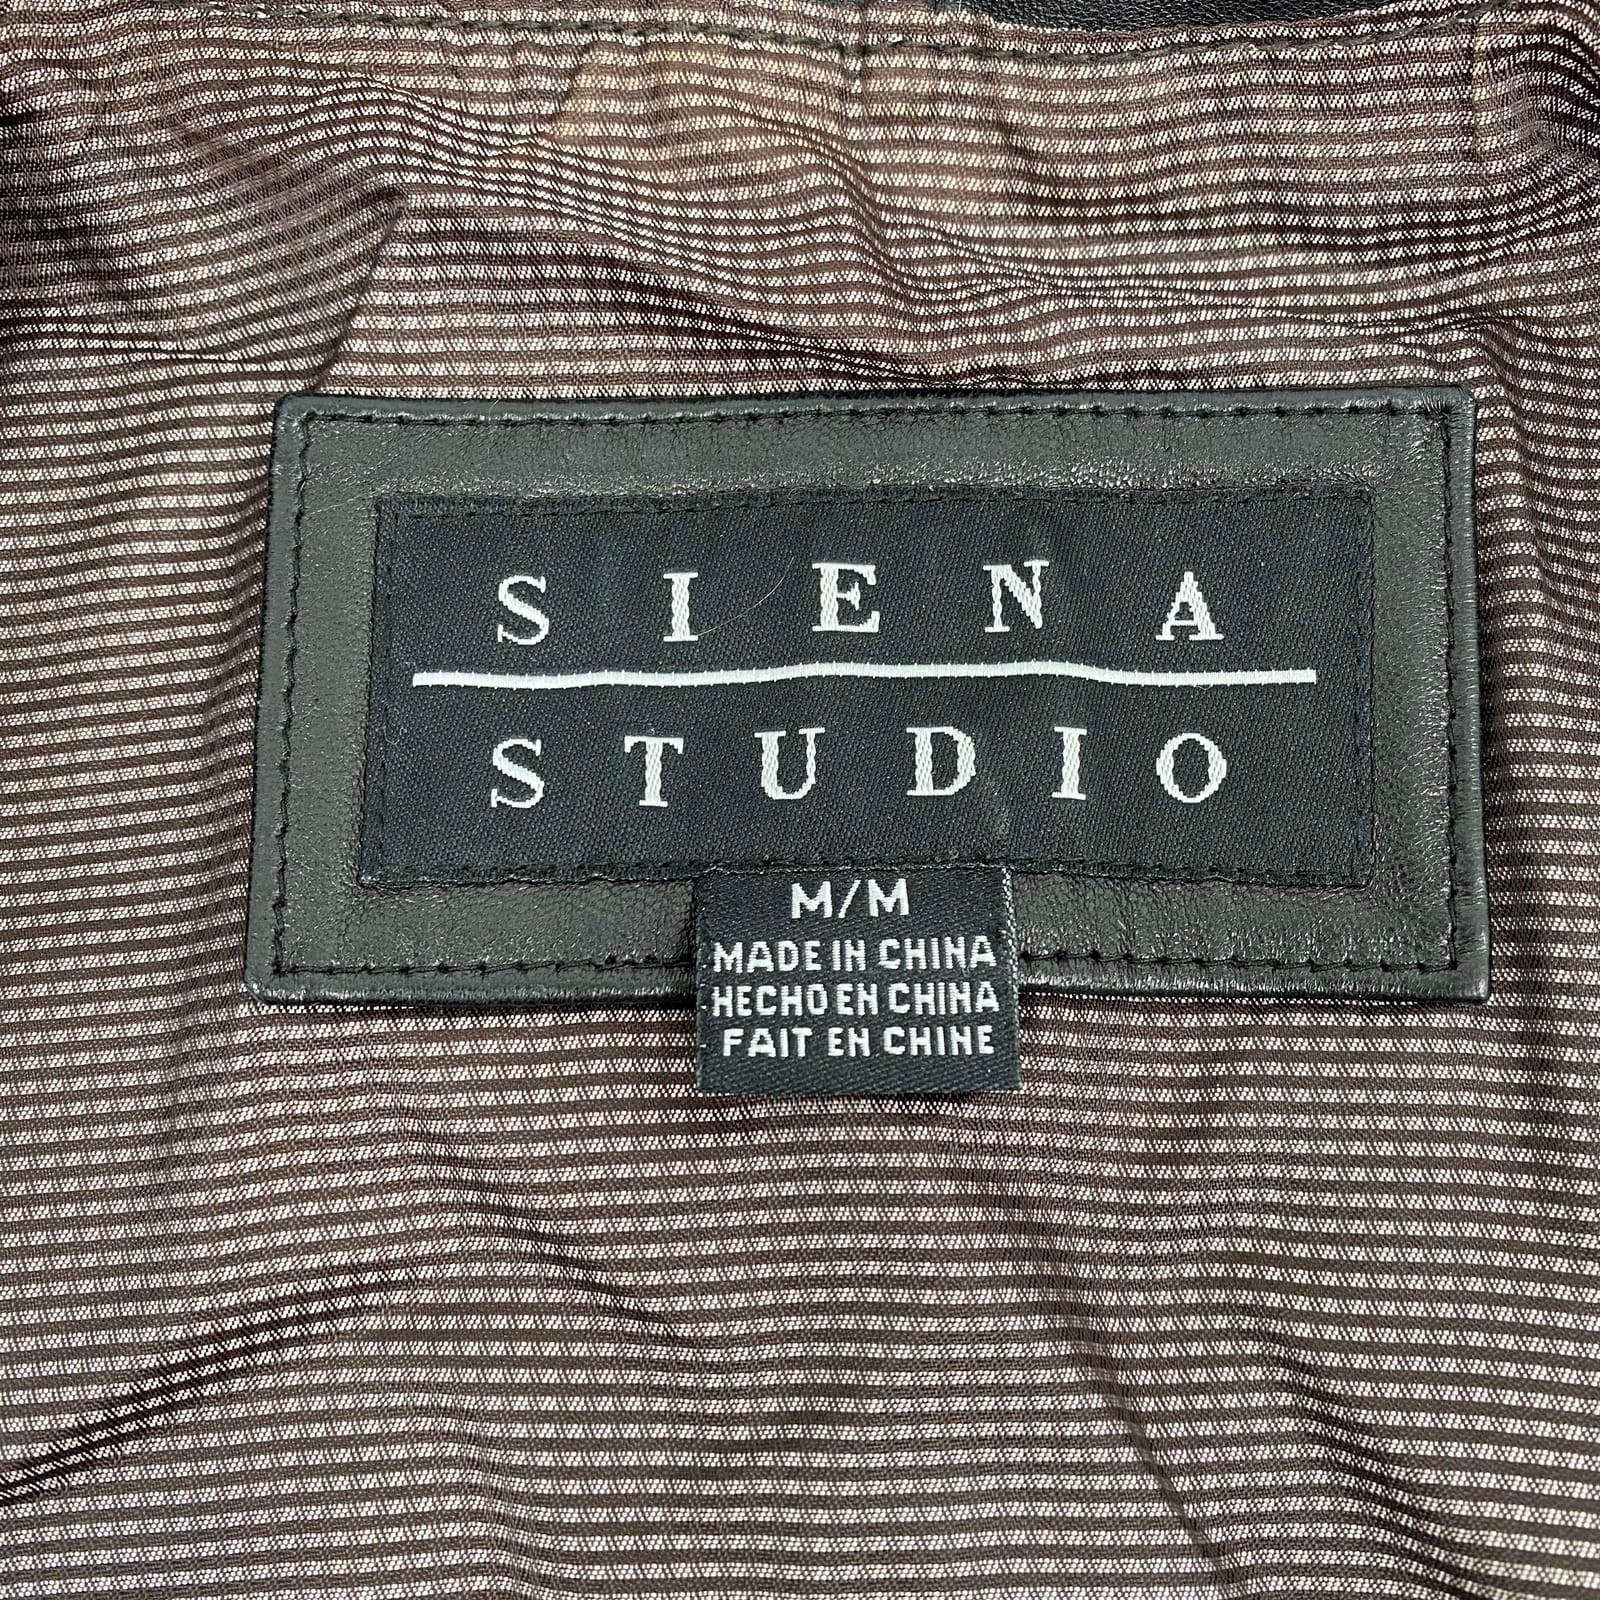 SIENA
STUDIO
M/M
MADE IN CHINA
HECHO EN CHINA
FAIT EN CHINE